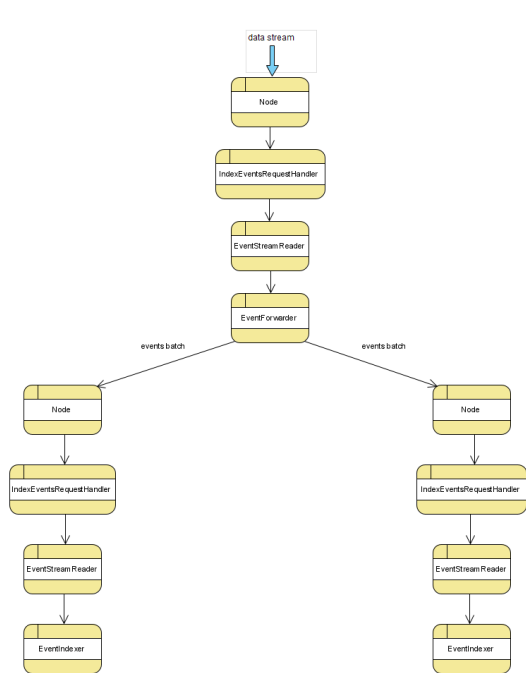 data stream
Node
IndexEventsRequestHandler
EventStreamReader
EventForwarder
events batch
events batch
Node
Node
IndexEventsRequestHandler
IndexEventsRequestHandler
EventStreamReader
EventStreamReader
EventIndexer
EventIndexer